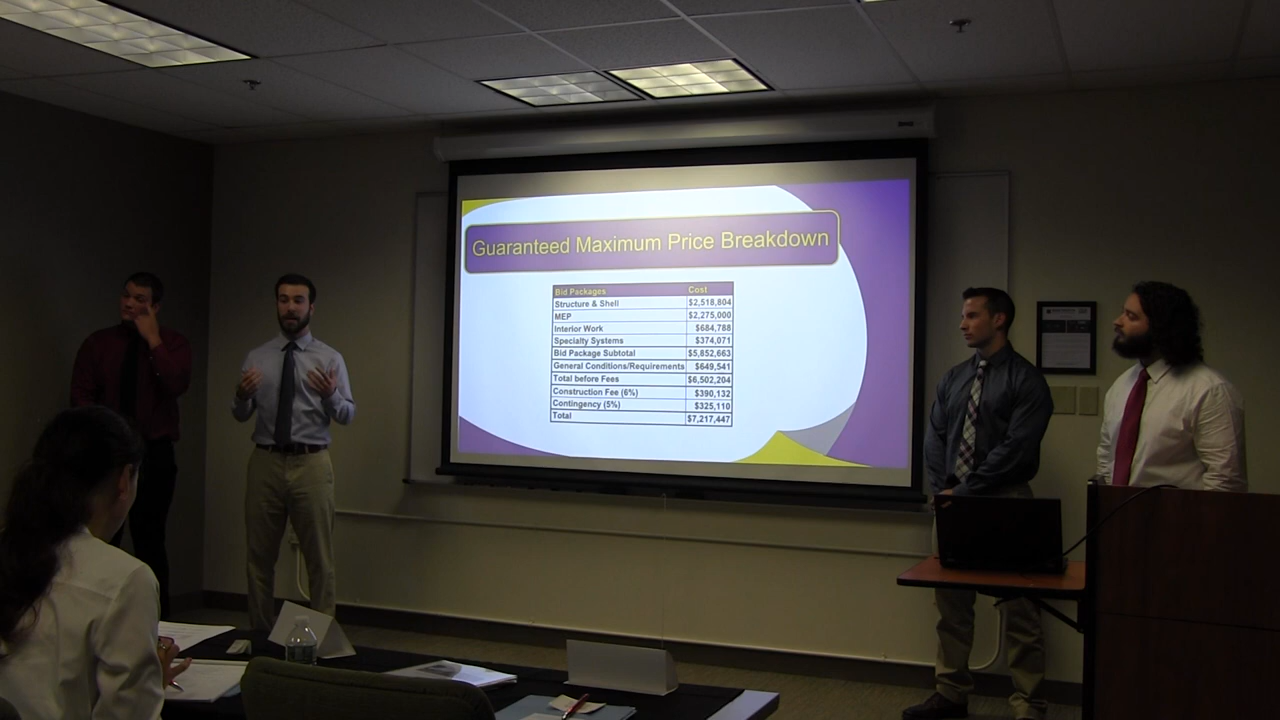 Guaranteed Maximum Price Breakdown
Bid Packages Cost
Structure & Shell $2,518,804
MEP $2,275,000
Interior Work $684,788
Specialty Systems $374,071
Bid Package Subtotal $5,852,663
General Conditions/Requirements $649,541
Total before Fees $6,502,204
Construction Fee (6%) $390,132
Contingency (5%) $325,110
Total $7,217,447